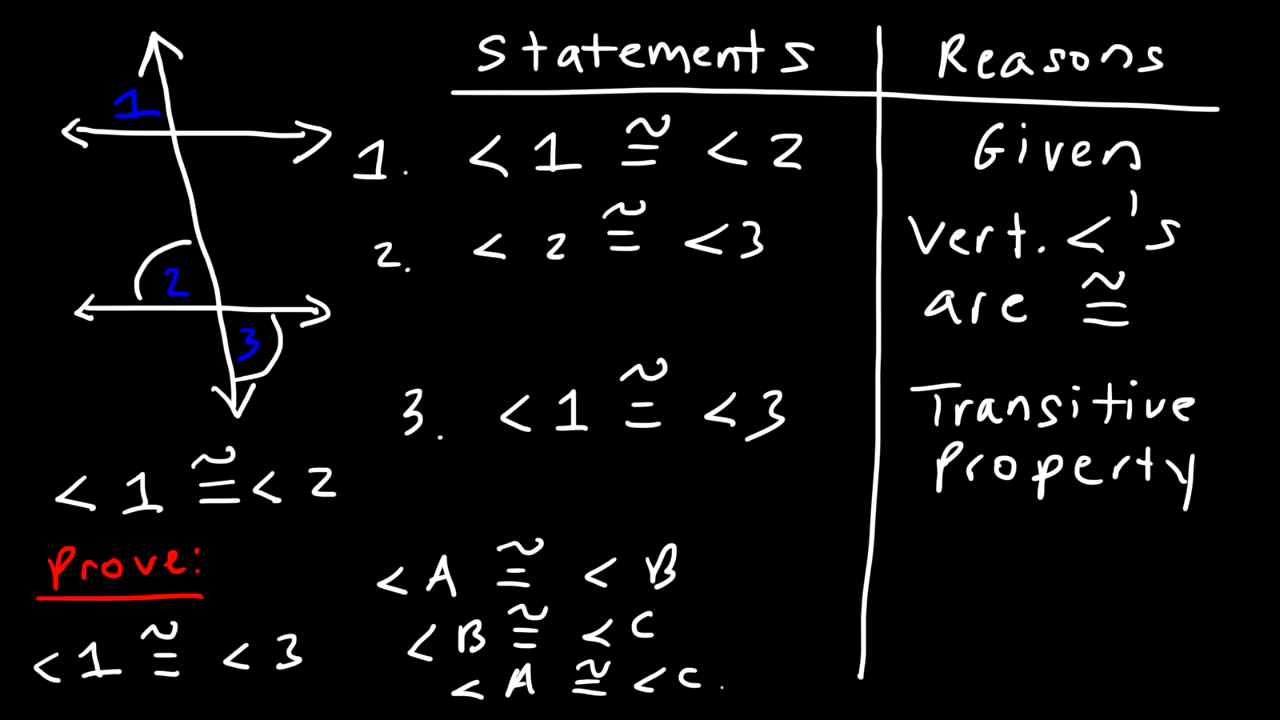 Statements Reasons
1
1. <1 ≅ <2 Given
2. <2 ≅ <3 Vert. <'s
are ≅
2
3
3. <1 ≅ <3 Transitive
Property
<1 ≅ <2
Prove:
<1 ≅ <3
<A ≅ <B
<B ≅ <C
<A ≅ <C.